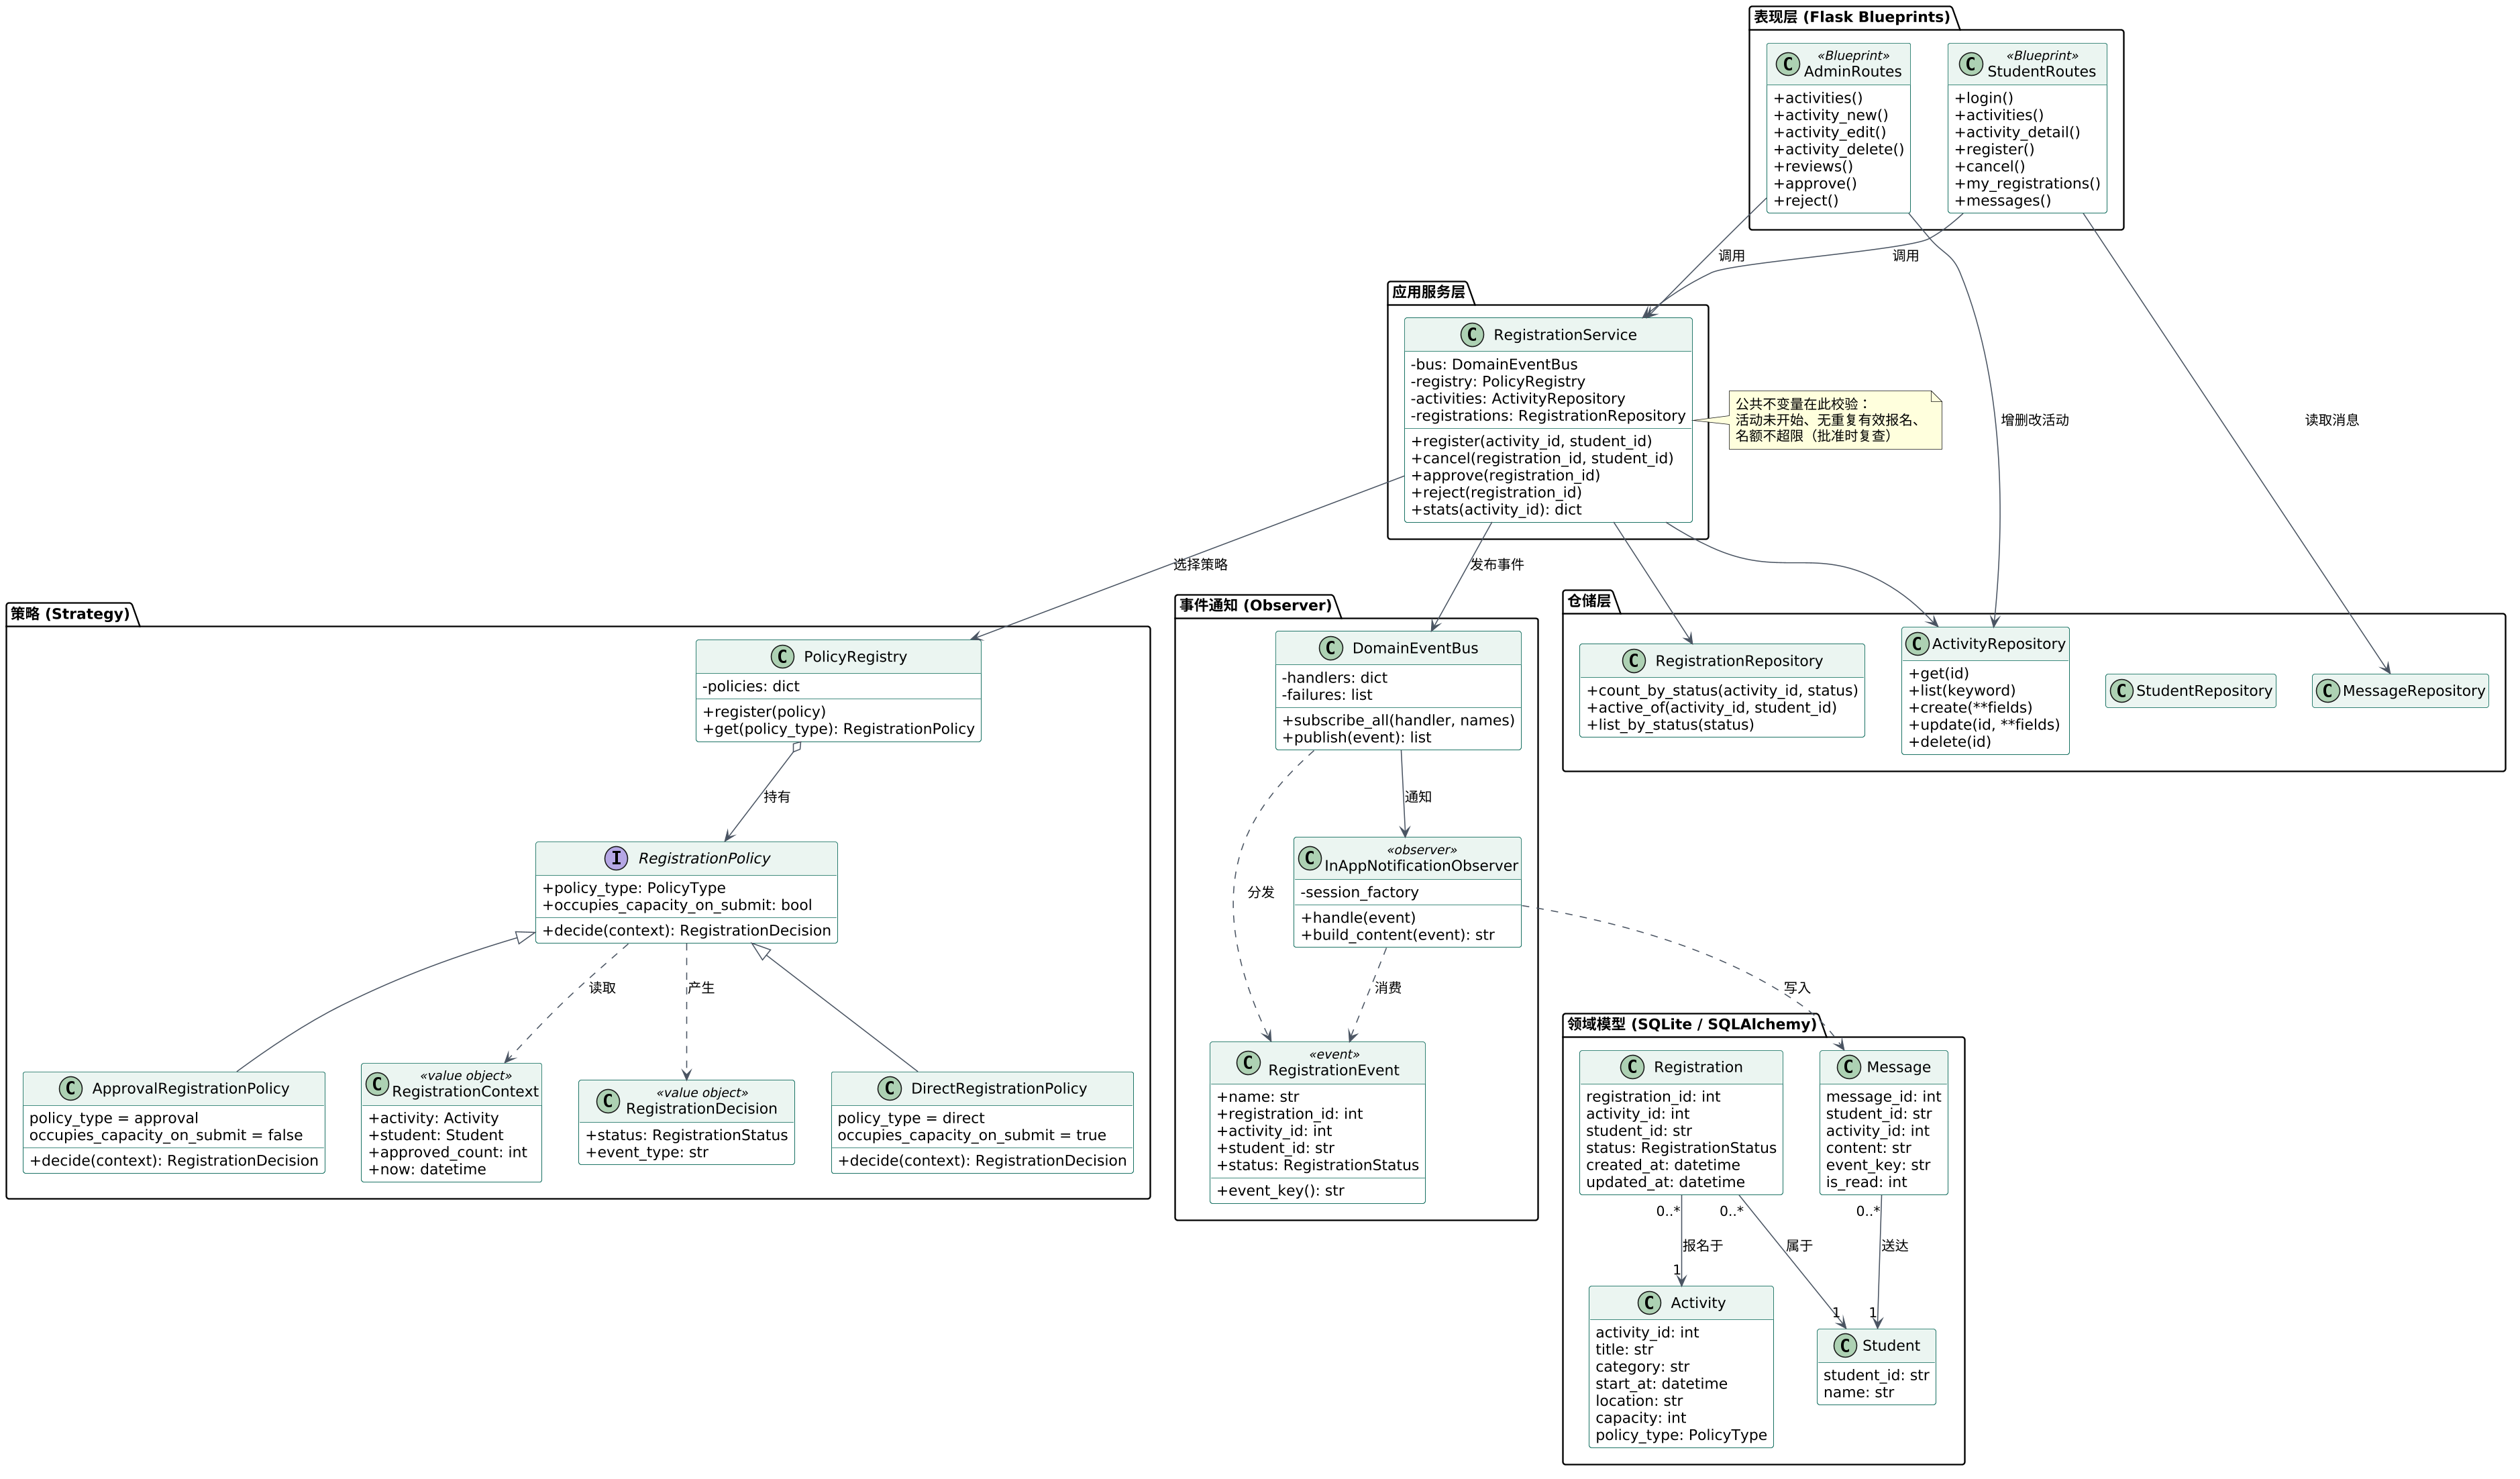 表现层 (Flask Blueprints)
C
«Blueprint»
AdminRoutes
+activities()
+activity_new()
+activity_edit()
+activity_delete()
+reviews()
+approve()
+reject()
C
«Blueprint»
StudentRoutes
+login()
+activities()
+activity_detail()
+register()
+cancel()
+my_registrations()
+messages()
调用
调用
应用服务层
C
RegistrationService
-bus: DomainEventBus
-registry: PolicyRegistry
-activities: ActivityRepository
-registrations: RegistrationRepository
+register(activity_id, student_id)
+cancel(registration_id, student_id)
+approve(registration_id)
+reject(registration_id)
+stats(activity_id): dict
公共不变量在此校验：
活动未开始、无重复有效报名、
名额不超限（批准时复查）
增删改活动
读取消息
选择策略
发布事件
策略 (Strategy)
C
PolicyRegistry
-policies: dict
+register(policy)
+get(policy_type): RegistrationPolicy
持有
I
RegistrationPolicy
+policy_type: PolicyType
+occupies_capacity_on_submit: bool
+decide(context): RegistrationDecision
读取
产生
C
ApprovalRegistrationPolicy
policy_type = approval
occupies_capacity_on_submit = false
+decide(context): RegistrationDecision
C
«value object»
RegistrationContext
+activity: Activity
+student: Student
+approved_count: int
+now: datetime
C
«value object»
RegistrationDecision
+status: RegistrationStatus
+event_type: str
C
DirectRegistrationPolicy
policy_type = direct
occupies_capacity_on_submit = true
+decide(context): RegistrationDecision
事件通知 (Observer)
C
DomainEventBus
-handlers: dict
-failures: list
+subscribe_all(handler, names)
+publish(event): list
通知
分发
C
«observer»
InAppNotificationObserver
-session_factory
+handle(event)
+build_content(event): str
消费
C
«event»
RegistrationEvent
+name: str
+registration_id: int
+activity_id: int
+student_id: str
+status: RegistrationStatus
+event_key(): str
仓储层
C
RegistrationRepository
+count_by_status(activity_id, status)
+active_of(activity_id, student_id)
+list_by_status(status)
C
ActivityRepository
+get(id)
+list(keyword)
+create(**fields)
+update(id, **fields)
+delete(id)
C
StudentRepository
C
MessageRepository
写入
领域模型 (SQLite / SQLAlchemy)
C
Registration
registration_id: int
activity_id: int
student_id: str
status: RegistrationStatus
created_at: datetime
updated_at: datetime
C
Message
message_id: int
student_id: str
activity_id: int
content: str
event_key: str
is_read: int
0..*
0..*
0..*
报名于
属于
送达
1
1
1
C
Activity
activity_id: int
title: str
category: str
start_at: datetime
location: str
capacity: int
policy_type: PolicyType
C
Student
student_id: str
name: str